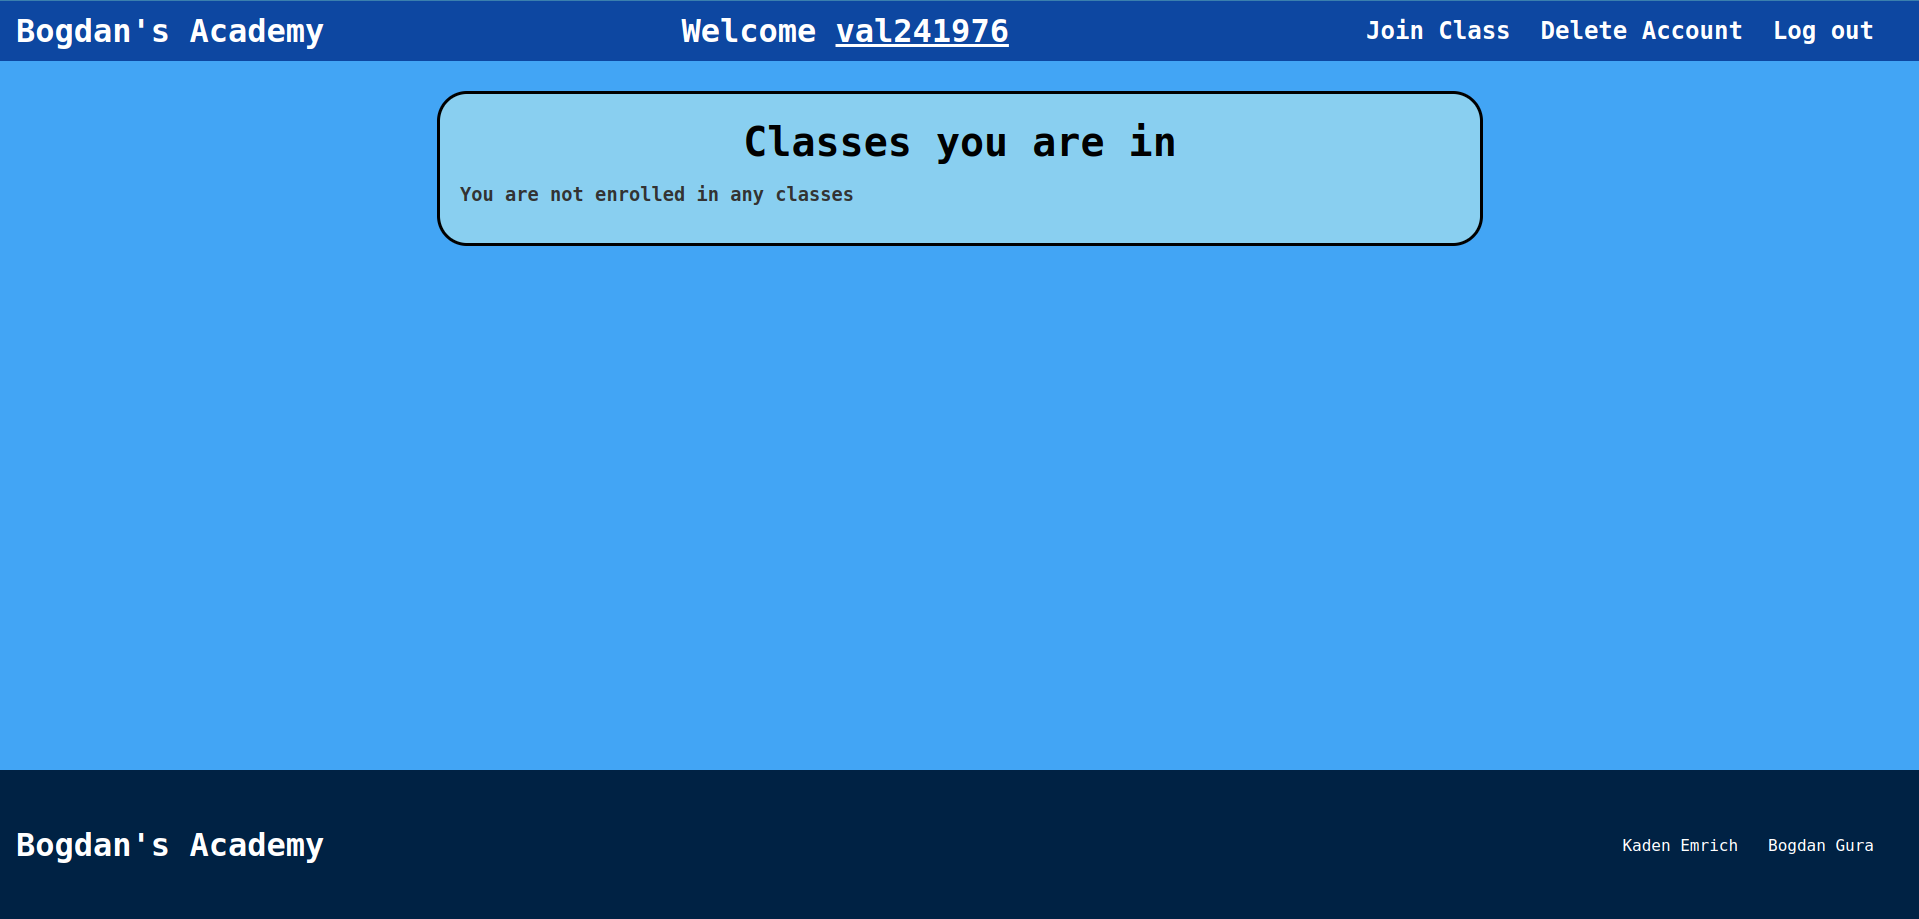 Bogdan's Academy
Welcome val241976
Join Class Delete Account Log out
Classes you are in
You are not enrolled in any classes
Bogdan's Academy
Kaden Emrich Bogdan Gura